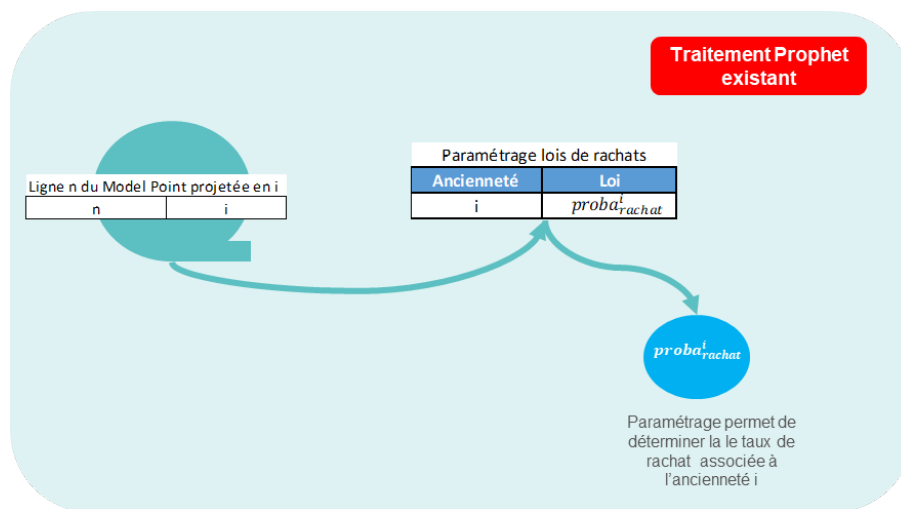 Traitement Prophet
existant
Paramétrage lois de rachats
Ligne n du Model Point projetée en i
Ancienneté Loi
n i
i proba^i_rachat
proba^i_rachat
Paramétrage permet de
déterminer la le taux de
rachat associée à
l'ancienneté i